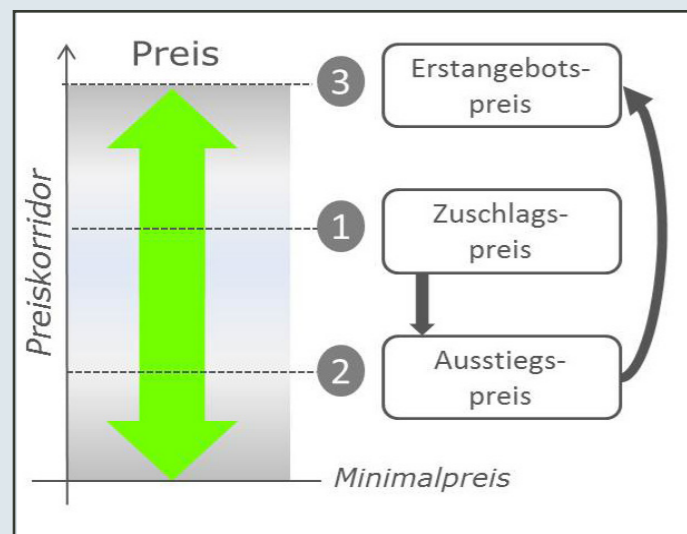 Preis
3
Erstangebots-
preis
Preiskorridor
1
Zuschlags-
preis
2
Ausstiegs-
preis
Minimalpreis